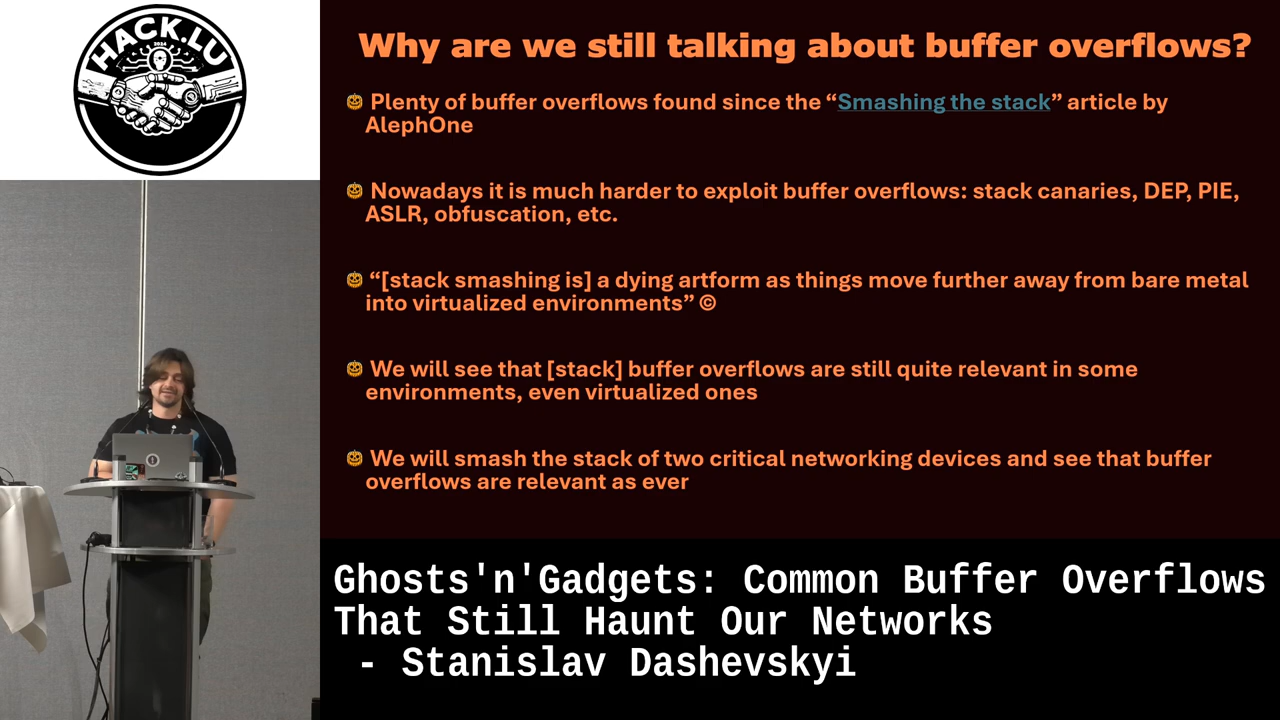 HACK.LU
2024
Why are we still talking about buffer overflows?
Plenty of buffer overflows found since the “Smashing the stack” article by
AlephOne
Nowadays it is much harder to exploit buffer overflows: stack canaries, DEP, PIE,
ASLR, obfuscation, etc.
“[stack smashing is] a dying artform as things move further away from bare metal
into virtualized environments” ©
We will see that [stack] buffer overflows are still quite relevant in some
environments, even virtualized ones
We will smash the stack of two critical networking devices and see that buffer
overflows are relevant as ever
Ghosts'n'Gadgets: Common Buffer Overflows
That Still Haunt Our Networks
- Stanislav Dashevskyi